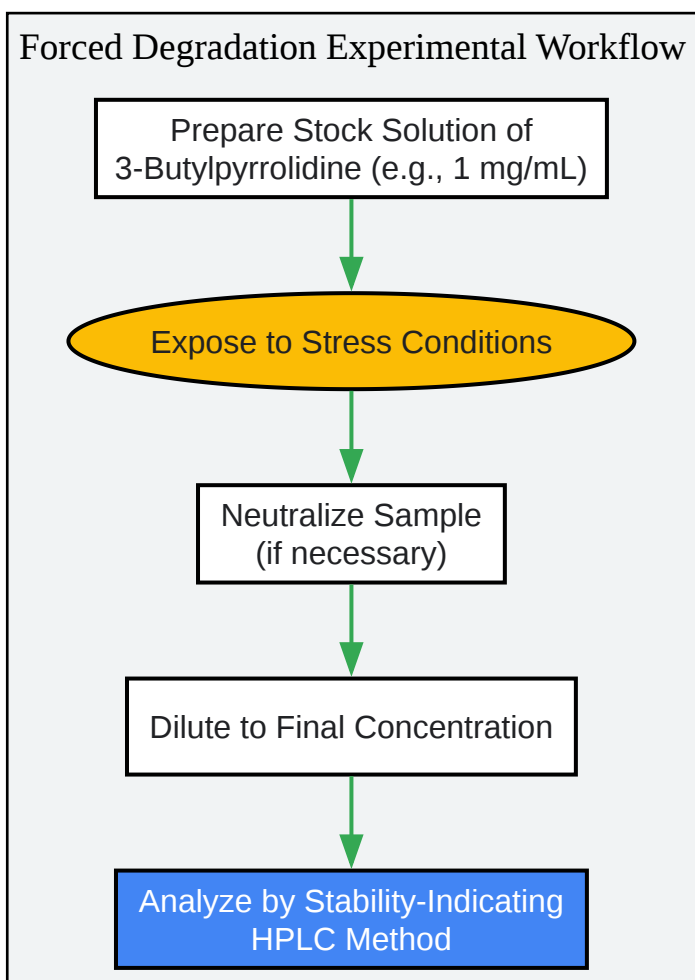 Forced Degradation Experimental Workflow
Prepare Stock Solution of
3-Butylpyrrolidine (e.g., 1 mg/mL)
Expose to Stress Conditions
Neutralize Sample
(if necessary)
Dilute to Final Concentration
Analyze by Stability-Indicating
HPLC Method